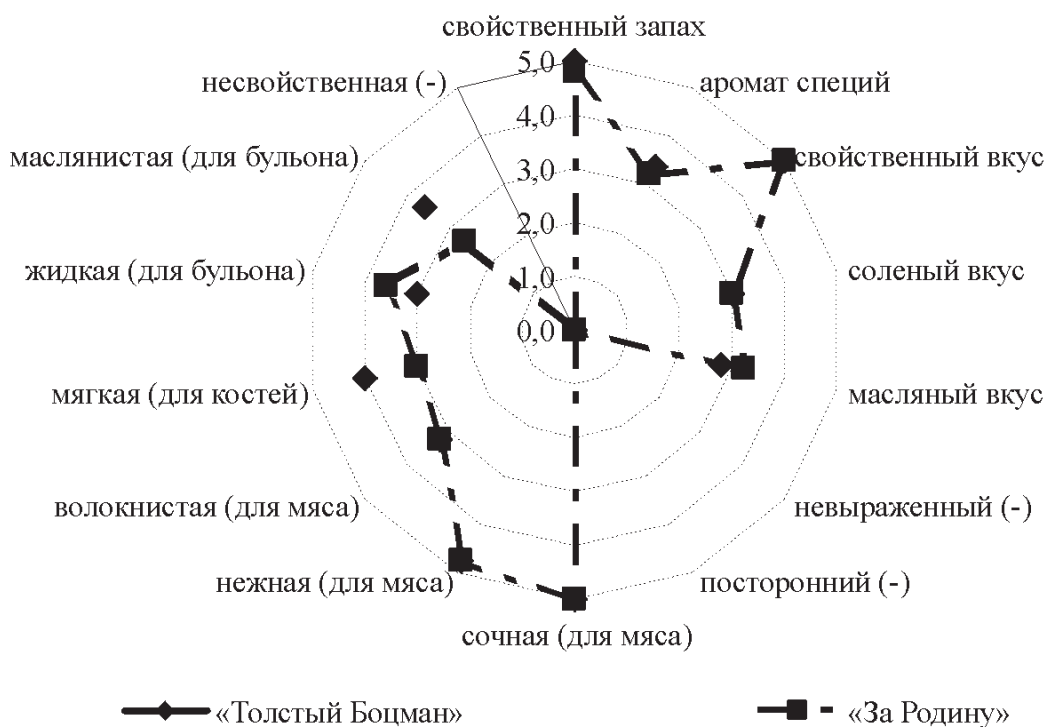 свойственный запах
5,0
несвойственная (-)
аромат специй
4,0
маслянистая (для бульона)
свойственный вкус
3,0
2,0
жидкая (для бульона)
соленый вкус
1,0
0,0
мягкая (для костей)
масляный вкус
волокнистая (для мяса)
невыраженный (-)
нежная (для мяса)
посторонний (-)
сочная (для мяса)
«Толстый Боцман»
«За Родину»